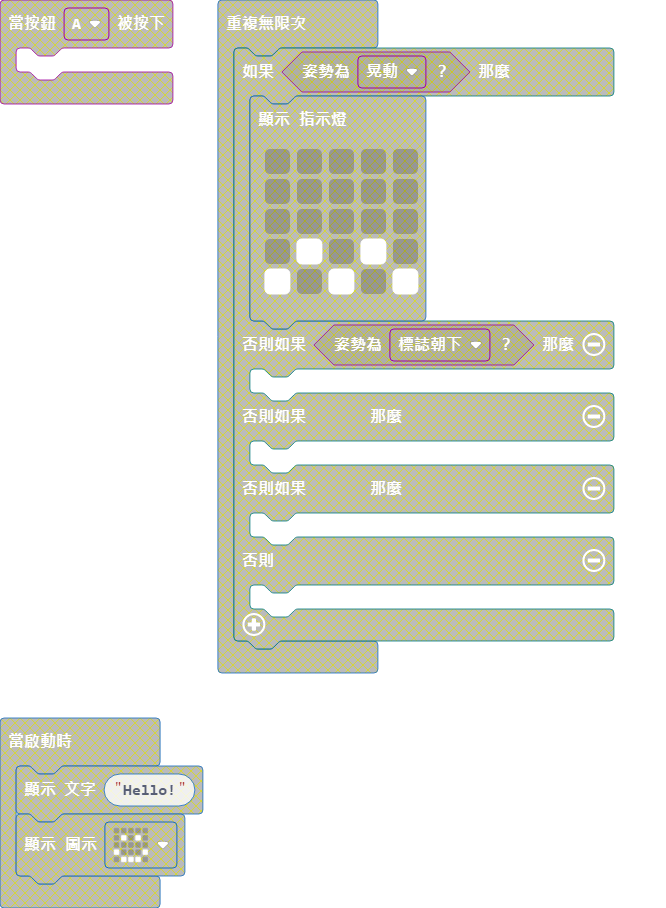 當按鈕 A 被按下
重複無限次
如果 姿勢為 晃動 ? 那麼
顯示 指示燈
否則如果 姿勢為 標誌朝下 ? 那麼
否則如果 那麼
否則如果 那麼
否則
當啟動時
顯示 文字 "Hello!"
顯示 圖示